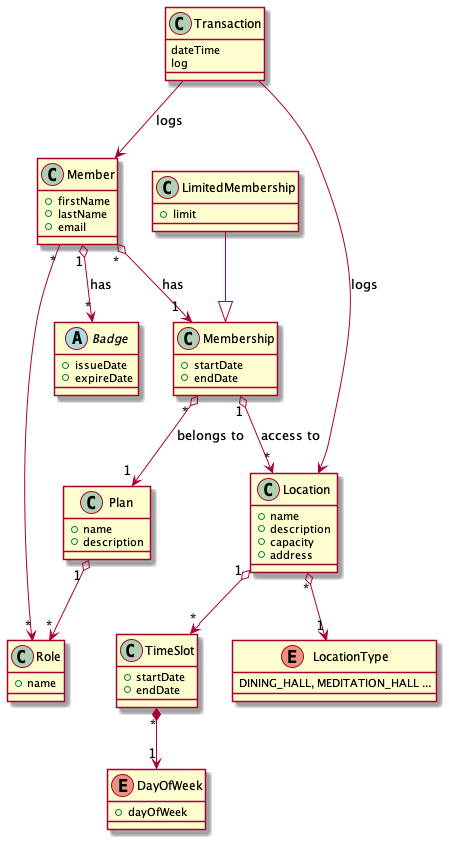 C Transaction
dateTime
log
logs
C Member
firstName
lastName
email
C LimitedMembership
limit
logs
*
1
*
has
has
*
1
A Badge
issueDate
expireDate
C Membership
startDate
endDate
*
1
belongs to
access to
1
*
C Plan
name
description
C Location
name
description
capacity
address
1
1
*
*
*
*
1
C Role
name
C TimeSlot
startDate
endDate
E LocationType
DINING_HALL, MEDITATION_HALL ...
*
1
E DayOfWeek
dayOfWeek